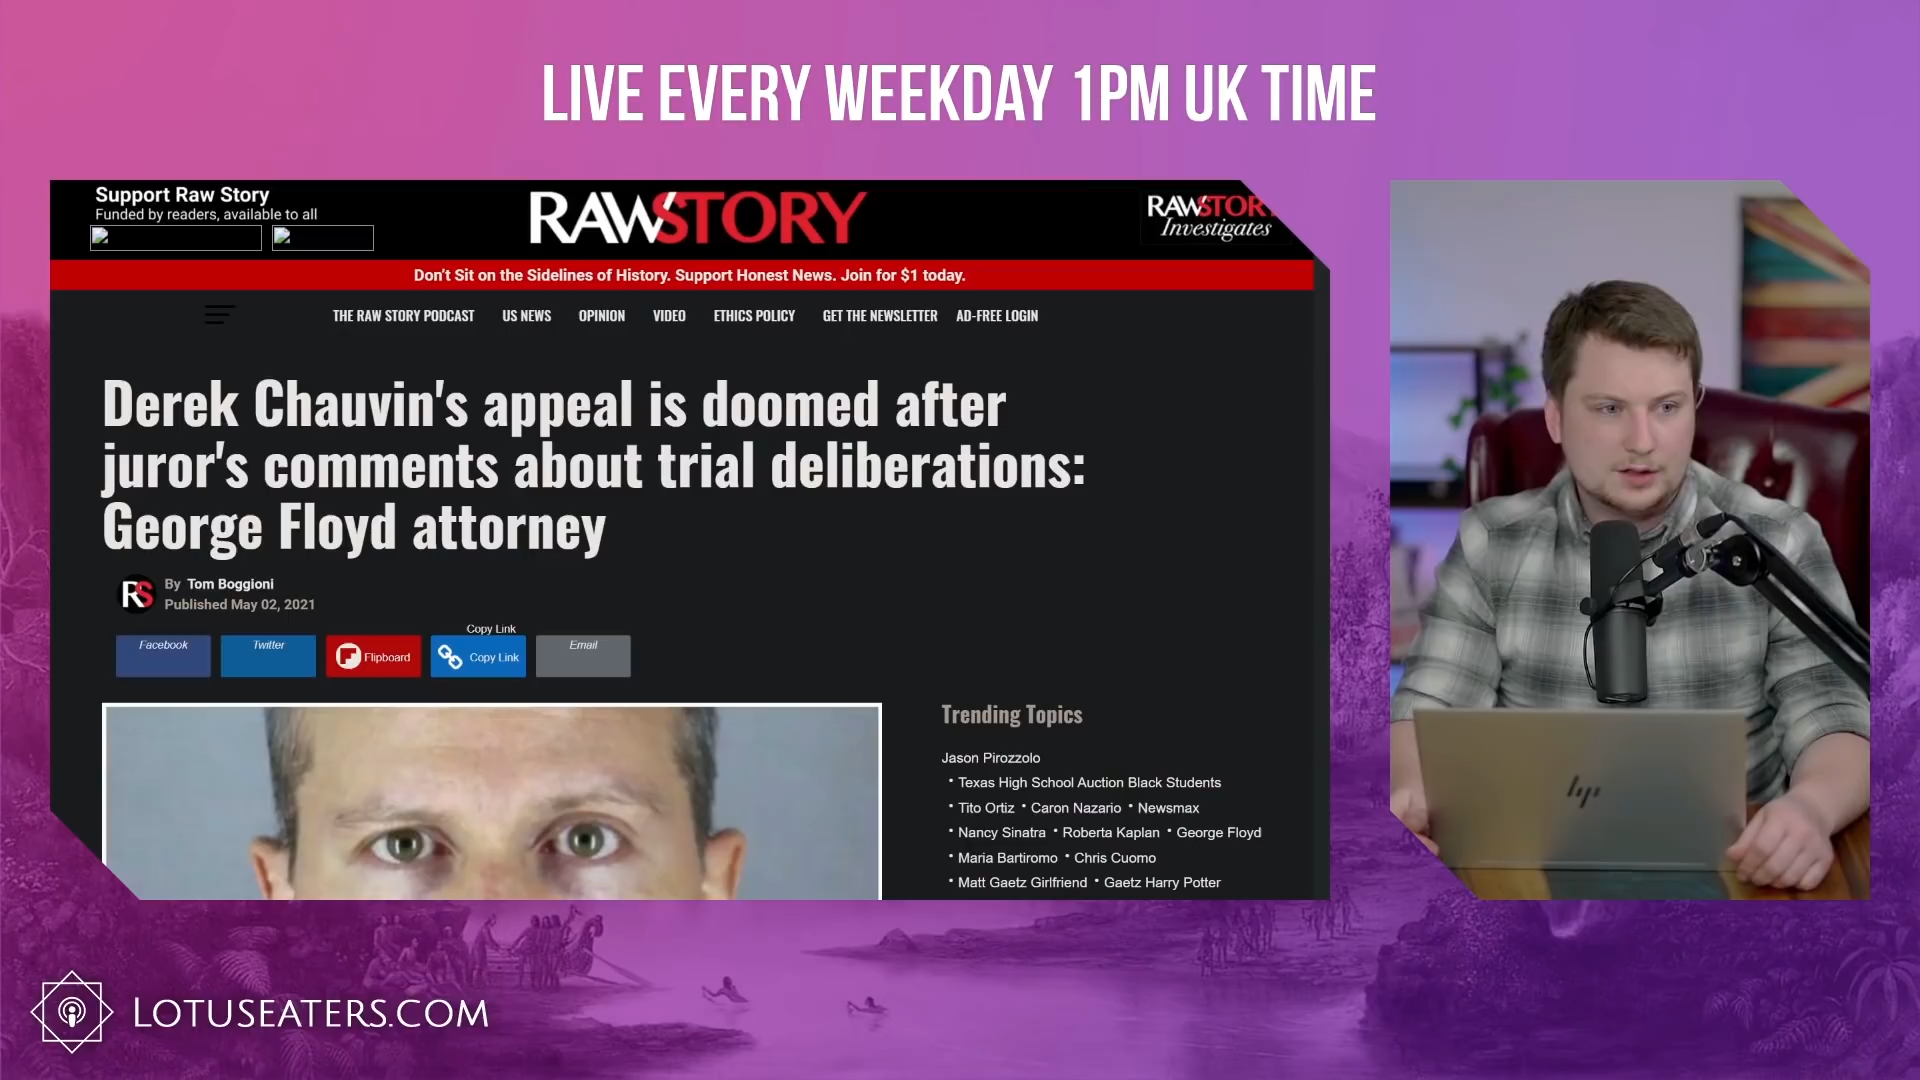 LIVE EVERY WEEKDAY 1PM UK TIME
Support Raw Story
Funded by readers, available to all
RAWSTORY
RAWSTORY
Investigates
Don't Sit on the Sidelines of History. Support Honest News. Join for $1 today.
THE RAW STORY PODCAST US NEWS OPINION VIDEO ETHICS POLICY GET THE NEWSLETTER AD-FREE LOGIN
Derek Chauvin's appeal is doomed after
juror's comments about trial deliberations:
George Floyd attorney
RS
By Tom Boggioni
Published May 02, 2021
Copy Link
Facebook Twitter Flipboard Copy Link Email
Trending Topics
Jason Pirozzolo
• Texas High School Auction Black Students
• Tito Ortiz • Caron Nazario • Newsmax
• Nancy Sinatra • Roberta Kaplan • George Floyd
• Maria Bartiromo • Chris Cuomo
• Matt Gaetz Girlfriend • Gaetz Harry Potter
hp
LOTUSEATERS.COM